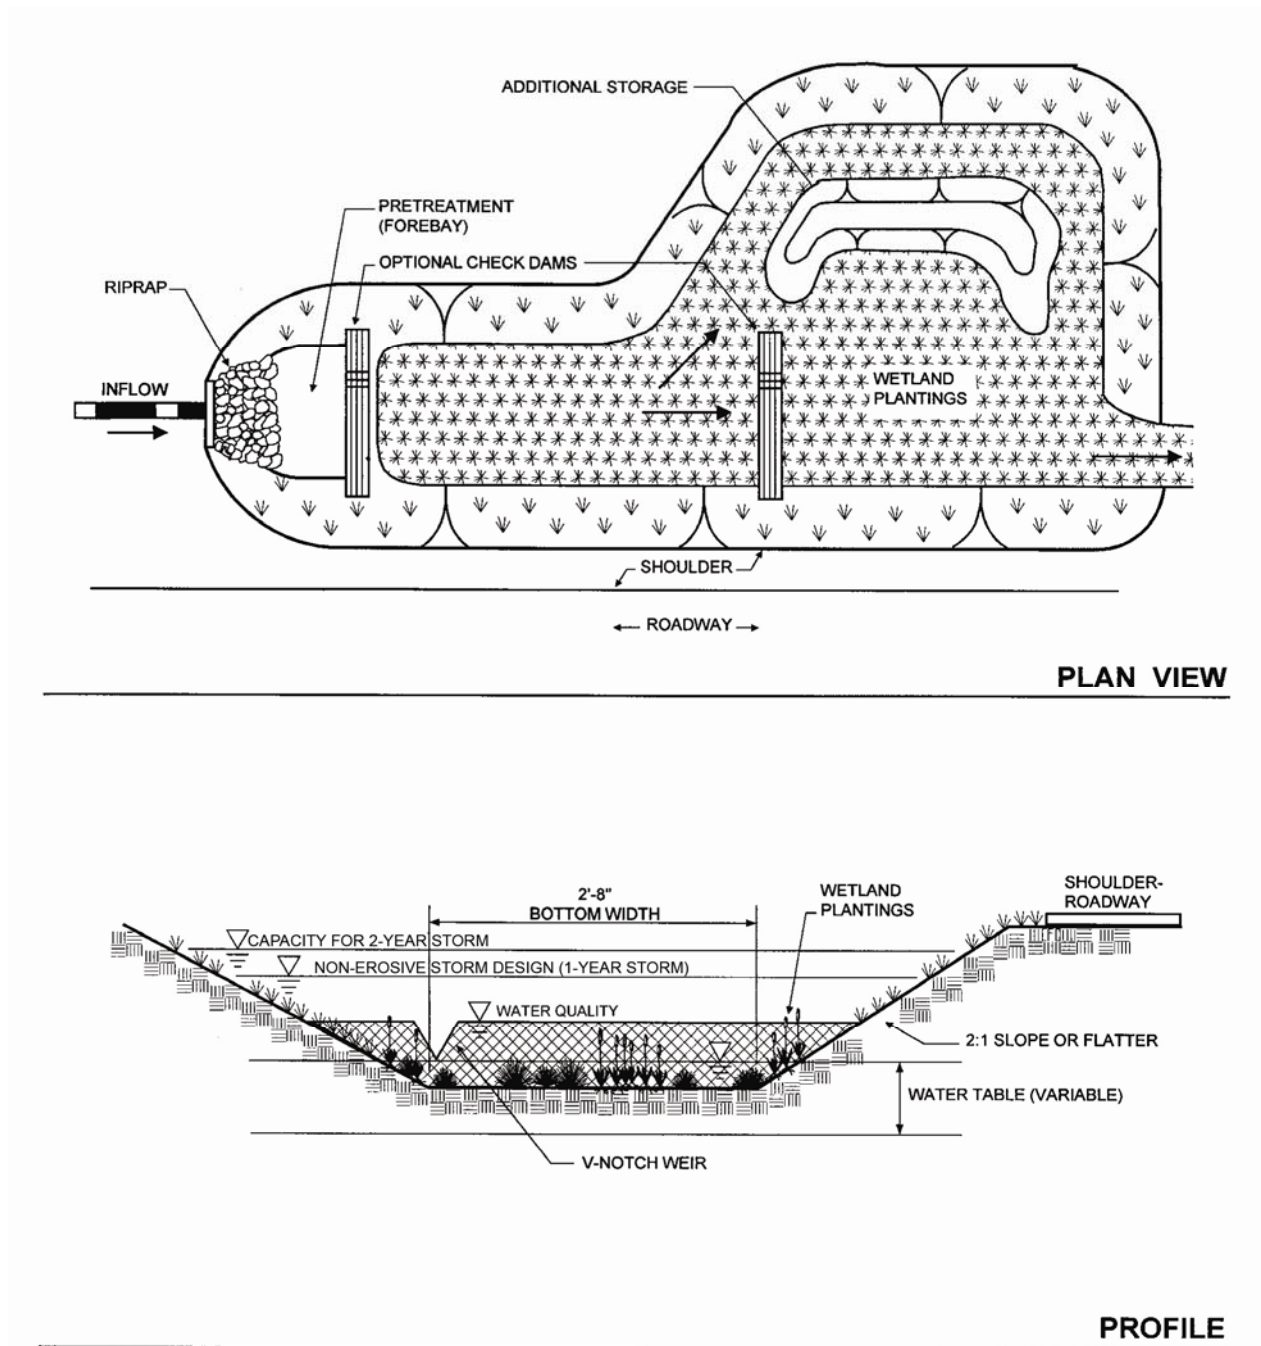 ADDITIONAL STORAGE
PRETREATMENT
(FOREBAY)
OPTIONAL CHECK DAMS
RIPRAP
INFLOW
WETLAND
PLANTINGS
SHOULDER
ROADWAY
PLAN VIEW
2'-8"
BOTTOM WIDTH
WETLAND
PLANTINGS
SHOULDER-
ROADWAY
CAPACITY FOR 2-YEAR STORM
NON-EROSIVE STORM DESIGN (1-YEAR STORM)
WATER QUALITY
2:1 SLOPE OR FLATTER
WATER TABLE (VARIABLE)
V-NOTCH WEIR
PROFILE